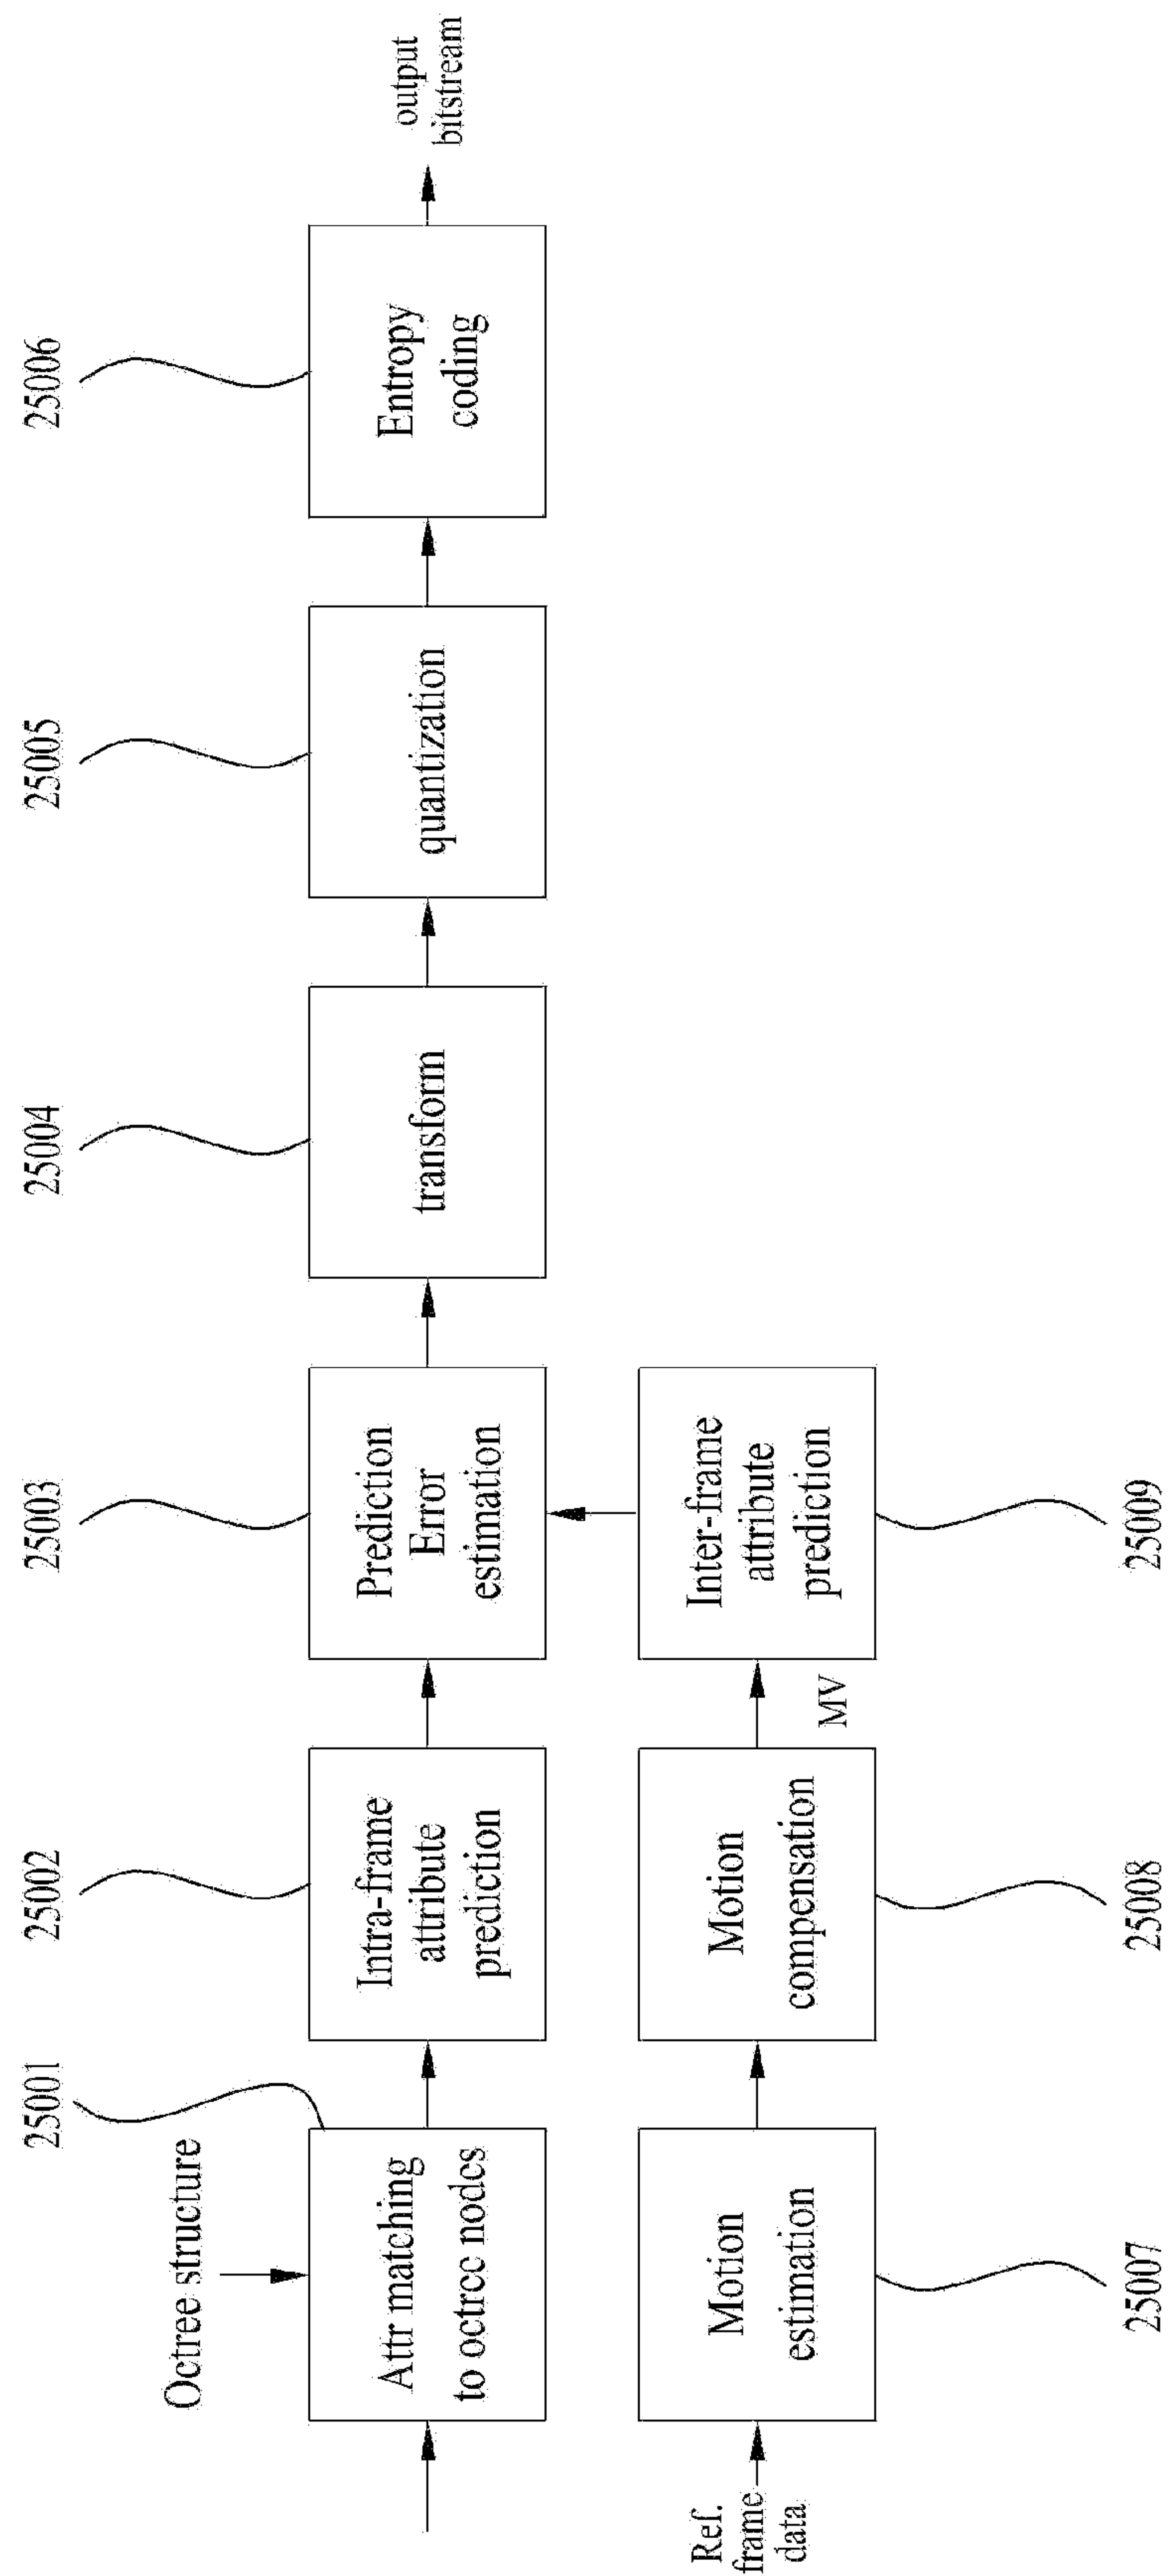 25001
25002
25003
25004
25005
25006
Octree structure
Attr matching
to octree nodes
Intra-frame
attribute
prediction
Prediction
Error
estimation
transform
quantization
Entropy
coding
output
bitstream
Ref.
frame
data
Motion
estimation
Motion
compensation
MV
Inter-frame
attribute
prediction
25007
25008
25009